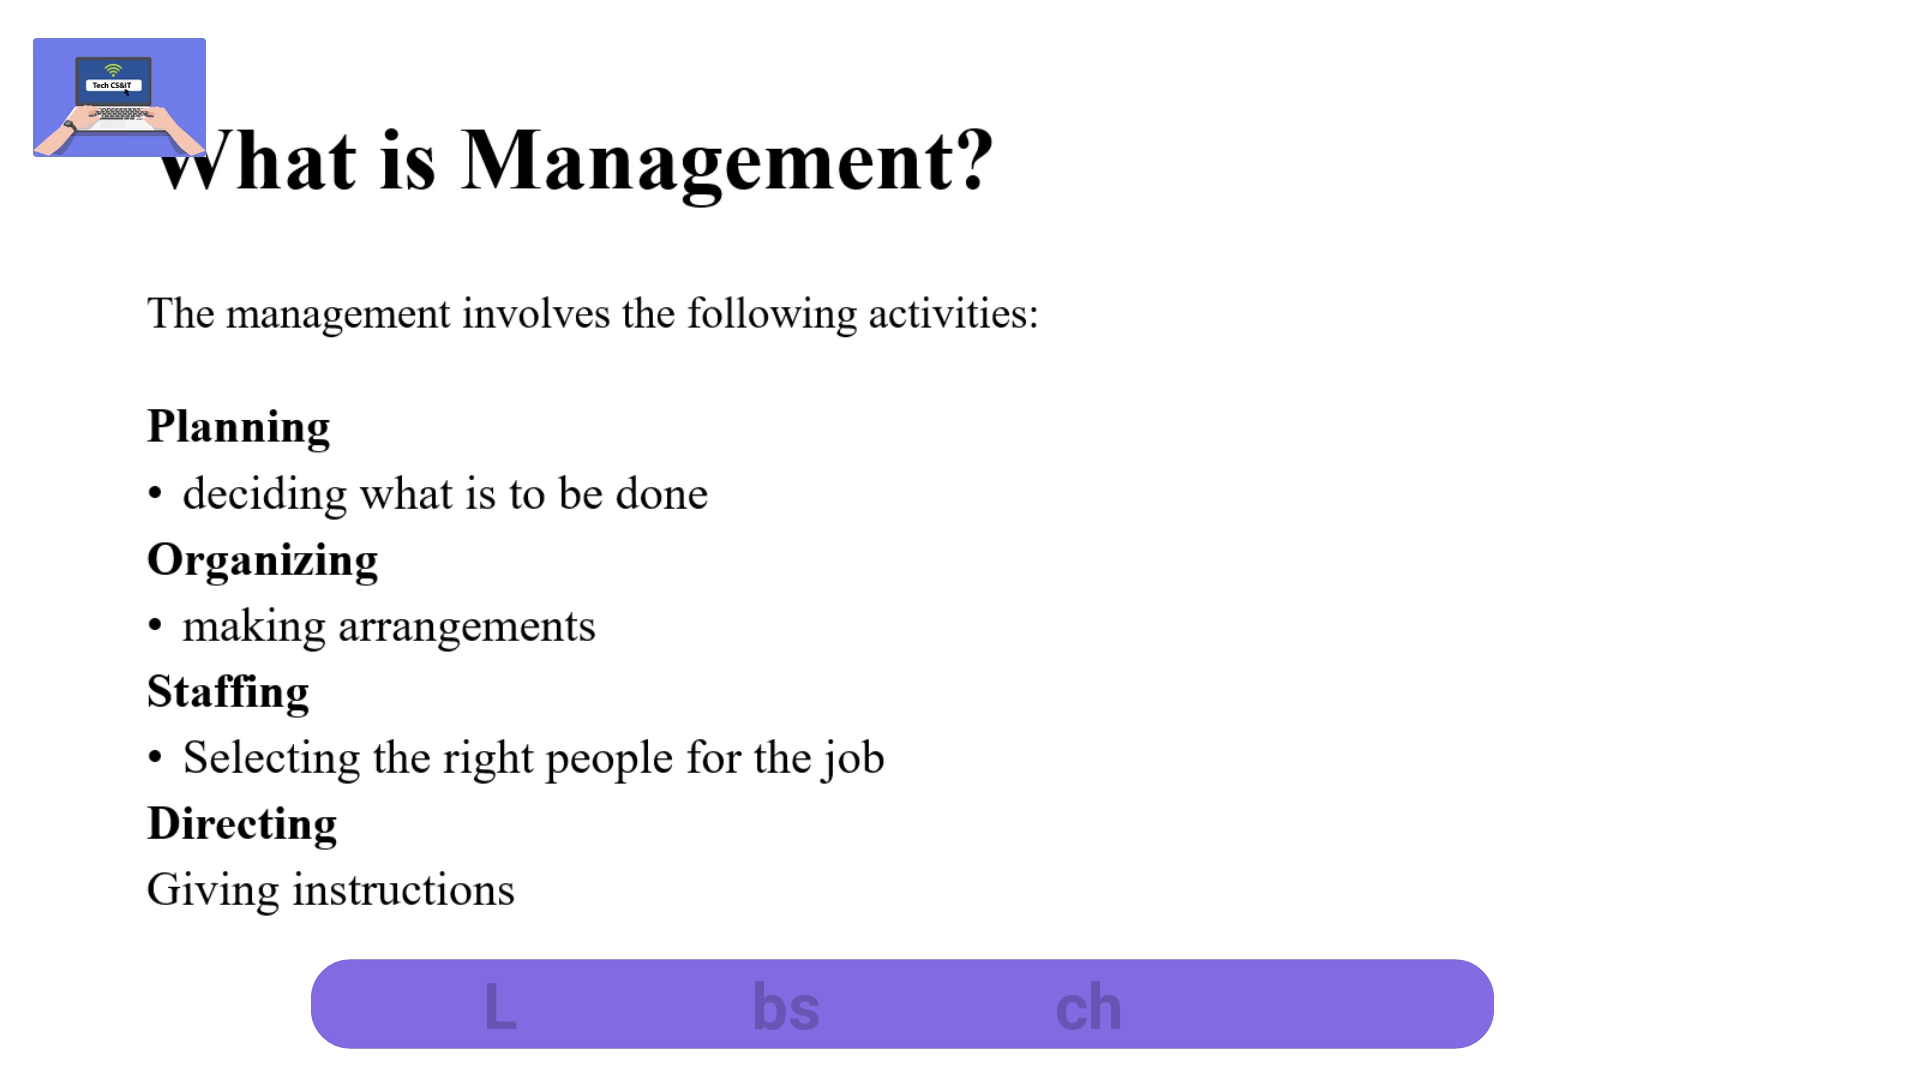 Tech CS&IT
What is Management?
The management involves the following activities:
Planning
• deciding what is to be done
Organizing
• making arrangements
Staffing
• Selecting the right people for the job
Directing
Giving instructions
L bs ch